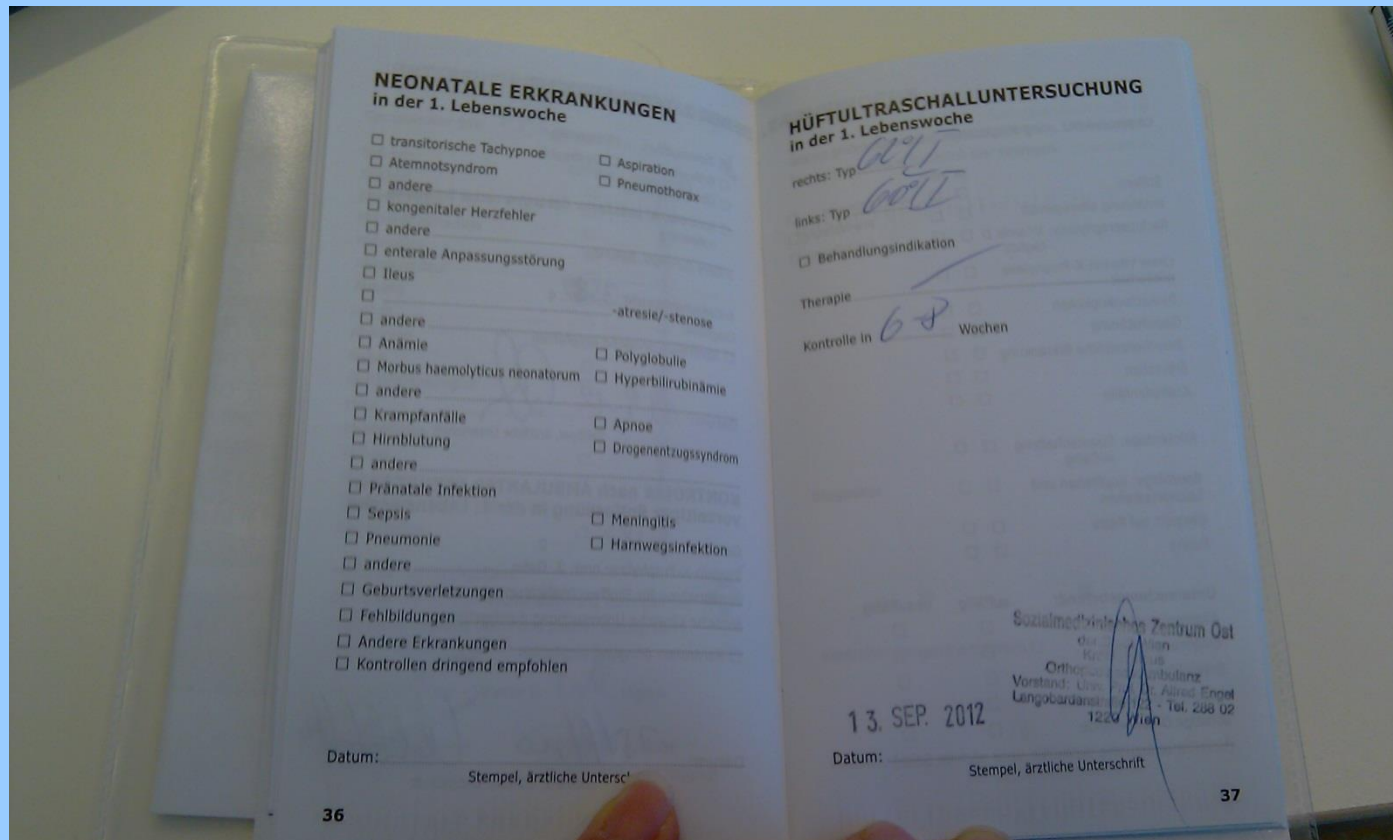 NEONATALE ERKRANKUNGEN
in der 1. Lebenswoche
☐ transitorische Tachypnoe ☐ Aspiration
☐ Atemnotsyndrom ☐ Pneumothorax
☐ andere
☐ kongenitaler Herzfehler
☐ andere
☐ enterale Anpassungsstörung
☐ Ileus
☐ -atresie/-stenose
☐ andere
☐ Anämie ☐ Polyglobulie
☐ Morbus haemolyticus neonatorum ☐ Hyperbilirubinämie
☐ andere
☐ Krampfanfälle ☐ Apnoe
☐ Hirnblutung ☐ Drogenentzugssyndrom
☐ andere
☐ Pränatale Infektion
☐ Sepsis ☐ Meningitis
☐ Pneumonie ☐ Harnwegsinfektion
☐ andere
☐ Geburtsverletzungen
☐ Fehlbildungen
☐ Andere Erkrankungen
☐ Kontrollen dringend empfohlen
Datum:
Stempel, ärztliche
36
HÜFTULTRASCHALLUNTERSUCHUNG
in der 1. Lebenswoche
rechts: Typ
links: Typ
☐ Behandlungsindikation
Therapie
Kontrolle in 6-8 Wochen
Sozialmedizinisches Zentrum Ost
Vorstand: Alfred Engel
Tel. 288 02
Wien
13. SEP. 2012
Datum:
Stempel, ärztliche Unterschrift
37